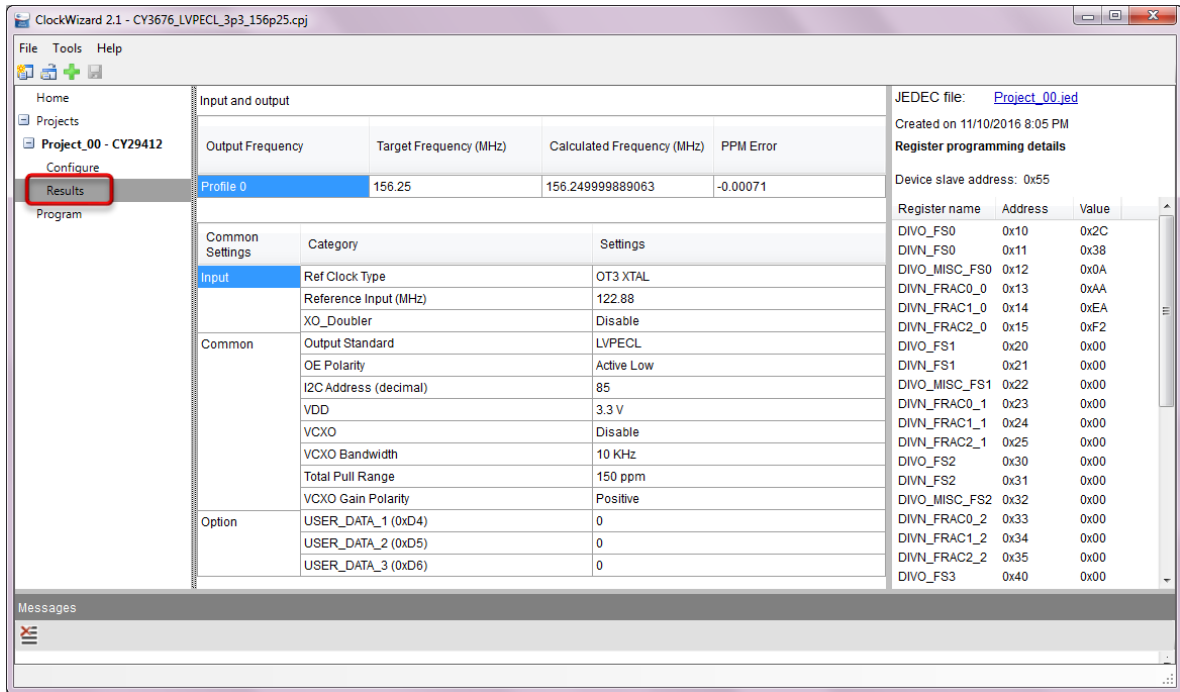 ClockWizard 2.1 - CY3676_LVPECL_3p3_156p25.cpj
File Tools Help
Home
Projects
Project_00 - CY29412
Configure
Results
Program
Input and output
Output Frequency Target Frequency (MHz) Calculated Frequency (MHz) PPM Error
Profile 0 156.25 156.249999889063 -0.00071
Common Settings Category Settings
Input Ref Clock Type OT3 XTAL
Reference Input (MHz) 122.88
XO_Doubler Disable
Common Output Standard LVPECL
OE Polarity Active Low
I2C Address (decimal) 85
VDD 3.3 V
VCXO Disable
VCXO Bandwidth 10 KHz
Total Pull Range 150 ppm
VCXO Gain Polarity Positive
Option USER_DATA_1 (0xD4) 0
USER_DATA_2 (0xD5) 0
USER_DATA_3 (0xD6) 0
JEDEC file: Project_00.jed
Created on 11/10/2016 8:05 PM
Register programming details
Device slave address: 0x55
Register name Address Value
DIVO_FS0 0x10 0x2C
DIVN_FS0 0x11 0x38
DIVO_MISC_FS0 0x12 0x0A
DIVN_FRAC0_0 0x13 0xAA
DIVN_FRAC1_0 0x14 0xEA
DIVN_FRAC2_0 0x15 0xF2
DIVO_FS1 0x20 0x00
DIVN_FS1 0x21 0x00
DIVO_MISC_FS1 0x22 0x00
DIVN_FRAC0_1 0x23 0x00
DIVN_FRAC1_1 0x24 0x00
DIVN_FRAC2_1 0x25 0x00
DIVO_FS2 0x30 0x00
DIVN_FS2 0x31 0x00
DIVO_MISC_FS2 0x32 0x00
DIVN_FRAC0_2 0x33 0x00
DIVN_FRAC1_2 0x34 0x00
DIVN_FRAC2_2 0x35 0x00
DIVO_FS3 0x40 0x00
Messages